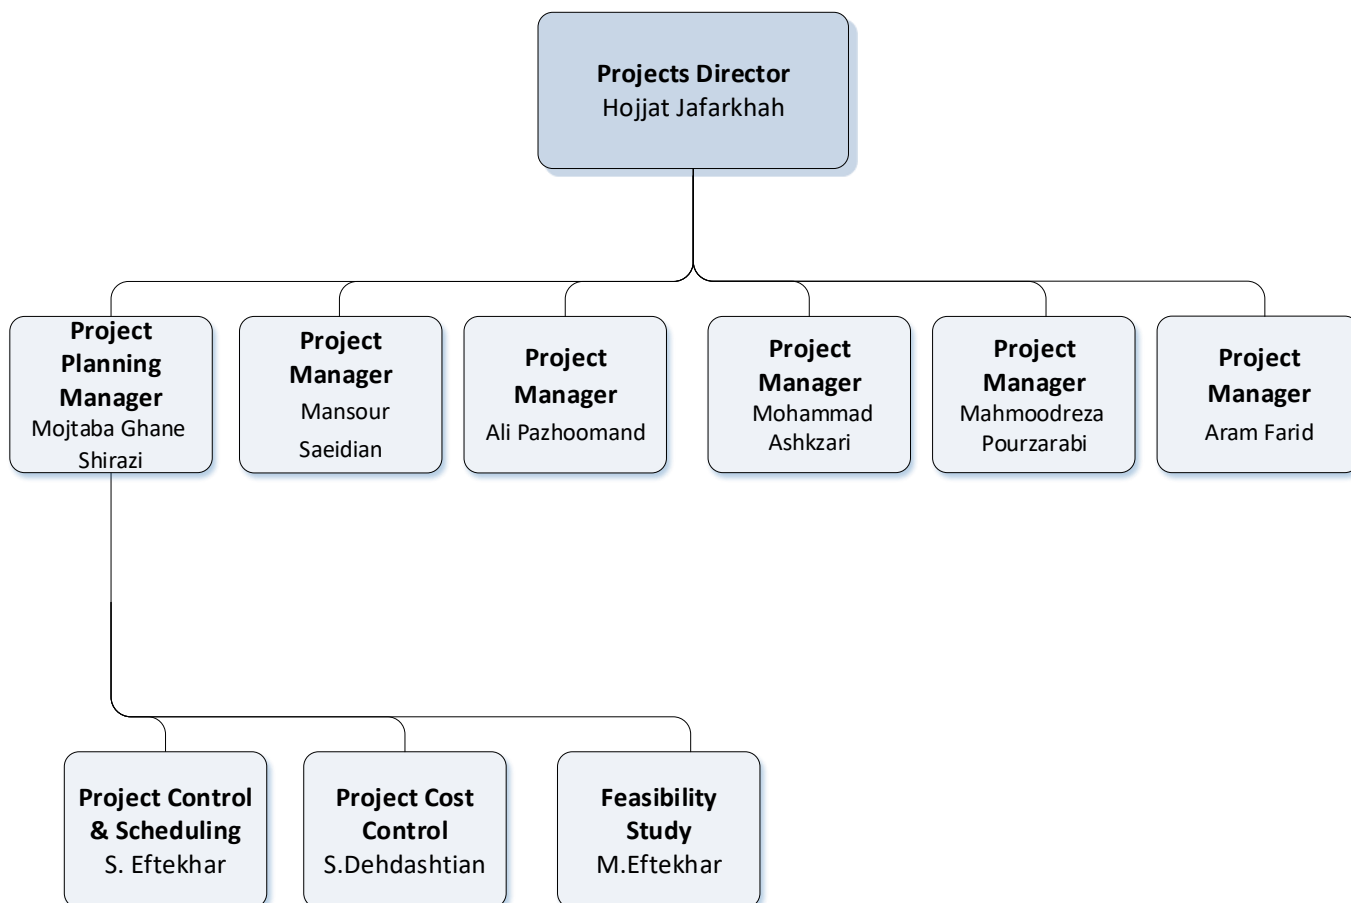 Projects Director
Hojjat Jafarkhah
Project
Planning
Manager
Mojtaba Ghane
Shirazi
Project
Manager
Mansour
Saeidian
Project
Manager
Ali Pazhoomand
Project
Manager
Mohammad
Ashkzari
Project
Manager
Mahmoodreza
Pourzarabi
Project
Manager
Aram Farid
Project Control
& Scheduling
S. Eftekhar
Project Cost
Control
S.Dehdashtian
Feasibility
Study
M.Eftekhar